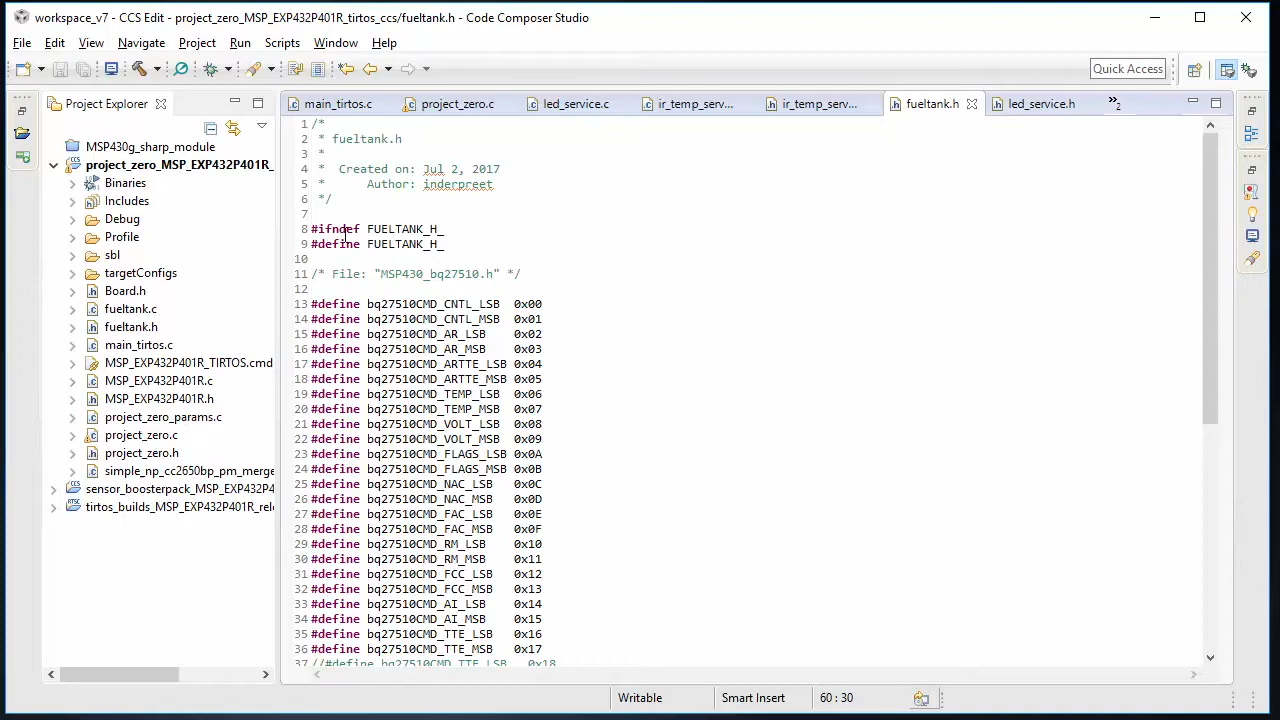 workspace_v7 - CCS Edit - project_zero_MSP_EXP432P401R_tirtos_ccs/fueltank.h - Code Composer Studio
File Edit View Navigate Project Run Scripts Window Help
Quick Access
Project Explorer
main_tirtos.c project_zero.c led_service.c ir_temp_serv... ir_temp_serv... fueltank.h led_service.h »2
MSP430g_sharp_module
project_zero_MSP_EXP432P401R_
Binaries
Includes
Debug
Profile
sbl
targetConfigs
Board.h
fueltank.c
fueltank.h
main_tirtos.c
MSP_EXP432P401R_TIRTOS.cmd
MSP_EXP432P401R.c
MSP_EXP432P401R.h
project_zero_params.c
project_zero.c
project_zero.h
simple_np_cc2650bp_pm_merge
sensor_boosterpack_MSP_EXP432P4
tirtos_builds_MSP_EXP432P401R_rel
1 /*
2 * fueltank.h
3 *
4 * Created on: Jul 2, 2017
5 * Author: inderpreet
6 */
7
8 #ifndef FUELTANK_H_
9 #define FUELTANK_H_
10
11 /* File: "MSP430_bq27510.h" */
12
13 #define bq27510CMD_CNTL_LSB 0x00
14 #define bq27510CMD_CNTL_MSB 0x01
15 #define bq27510CMD_AR_LSB 0x02
16 #define bq27510CMD_AR_MSB 0x03
17 #define bq27510CMD_ARTTE_LSB 0x04
18 #define bq27510CMD_ARTTE_MSB 0x05
19 #define bq27510CMD_TEMP_LSB 0x06
20 #define bq27510CMD_TEMP_MSB 0x07
21 #define bq27510CMD_VOLT_LSB 0x08
22 #define bq27510CMD_VOLT_MSB 0x09
23 #define bq27510CMD_FLAGS_LSB 0x0A
24 #define bq27510CMD_FLAGS_MSB 0x0B
25 #define bq27510CMD_NAC_LSB 0x0C
26 #define bq27510CMD_NAC_MSB 0x0D
27 #define bq27510CMD_FAC_LSB 0x0E
28 #define bq27510CMD_FAC_MSB 0x0F
29 #define bq27510CMD_RM_LSB 0x10
30 #define bq27510CMD_RM_MSB 0x11
31 #define bq27510CMD_FCC_LSB 0x12
32 #define bq27510CMD_FCC_MSB 0x13
33 #define bq27510CMD_AI_LSB 0x14
34 #define bq27510CMD_AI_MSB 0x15
35 #define bq27510CMD_TTE_LSB 0x16
36 #define bq27510CMD_TTE_MSB 0x17
37 //#define bq27510CMD_TTF_LSB 0x18
Writable Smart Insert 60 : 30